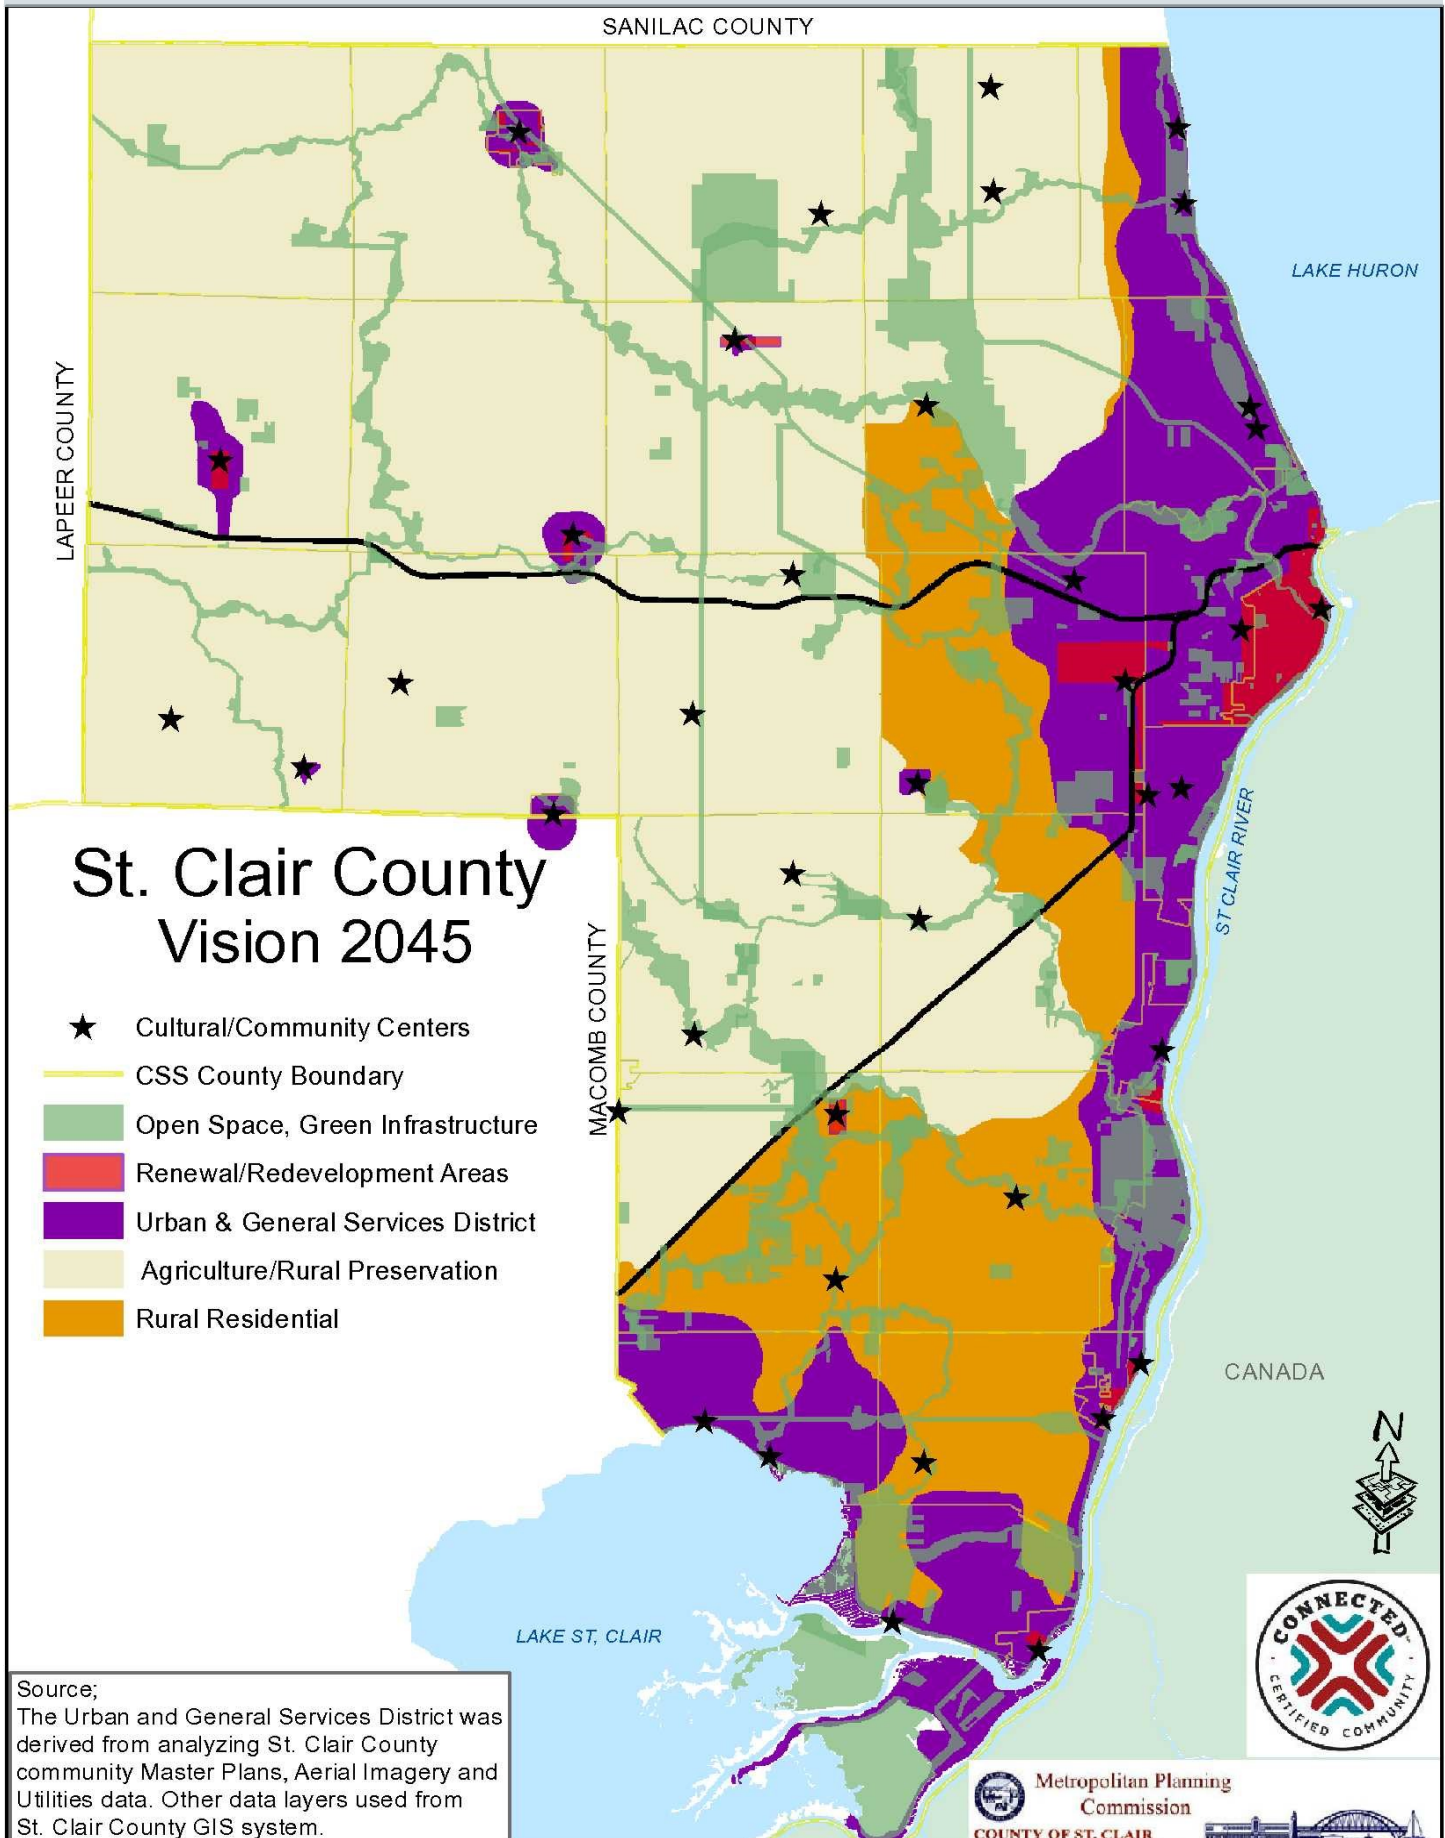 SANILAC COUNTY
LAKE HURON
LAPEER COUNTY
ST CLAIR RIVER
St. Clair County
Vision 2045
MACOMB COUNTY
Cultural/Community Centers
CSS County Boundary
Open Space, Green Infrastructure
Renewal/Redevelopment Areas
Urban & General Services District
Agriculture/Rural Preservation
Rural Residential
CANADA
N
LAKE ST, CLAIR
CONNECTED™
CERTIFIED COMMUNITY
Source;
The Urban and General Services District was
derived from analyzing St. Clair County
community Master Plans, Aerial Imagery and
Utilities data. Other data layers used from
St. Clair County GIS system.
Metropolitan Planning
Commission
COUNTY OF ST. CLAIR